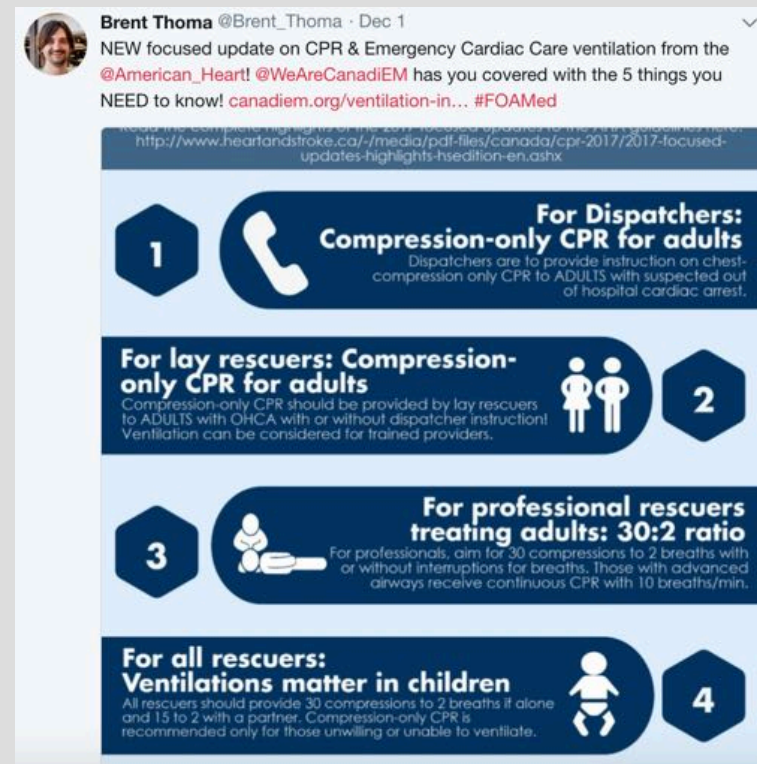 Brent Thoma @Brent_Thoma · Dec 1
NEW focused update on CPR & Emergency Cardiac Care ventilation from the
@American_Heart! @WeAreCanadiEM has you covered with the 5 things you
NEED to know! canadiem.org/ventilation-in... #FOAMed
http://www.heartandstroke.ca/-/media/pdf-files/canada/cpr-2017/2017-focused-
updates-highlights-hsedition-en.ashx
1
For Dispatchers:
Compression-only CPR for adults
Dispatchers are to provide instruction on chest-
compression only CPR to ADULTS with suspected out
of hospital cardiac arrest.
For lay rescuers: Compression-
only CPR for adults
Compression-only CPR should be provided by lay rescuers
to ADULTS with OHCA with or without dispatcher instruction!
Ventilation can be considered for trained providers.
2
3
For professional rescuers
treating adults: 30:2 ratio
For professionals, aim for 30 compressions to 2 breaths with
or without interruptions for breaths. Those with advanced
airways receive continuous CPR with 10 breaths/min.
For all rescuers:
Ventilations matter in children
All rescuers should provide 30 compressions to 2 breaths if alone
and 15 to 2 with a partner. Compression-only CPR is
recommended only for those unwilling or unable to ventilate.
4